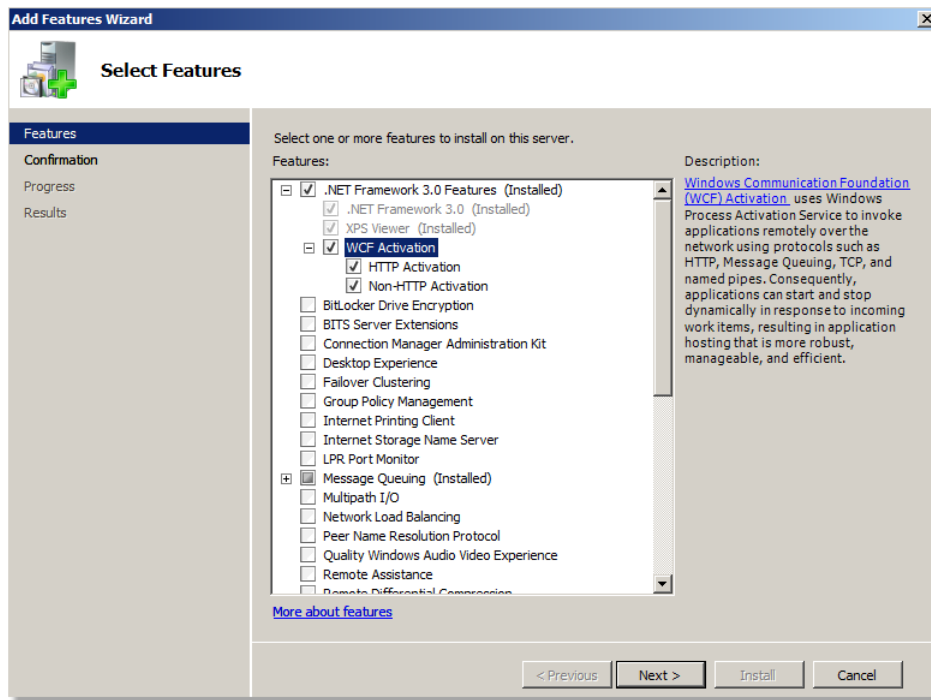 Add Features Wizard
Select Features
Features
Confirmation
Progress
Results
Select one or more features to install on this server.
Features:
.NET Framework 3.0 Features (Installed)
.NET Framework 3.0 (Installed)
XPS Viewer (Installed)
WCF Activation
HTTP Activation
Non-HTTP Activation
BitLocker Drive Encryption
BITS Server Extensions
Connection Manager Administration Kit
Desktop Experience
Failover Clustering
Group Policy Management
Internet Printing Client
Internet Storage Name Server
LPR Port Monitor
Message Queuing (Installed)
Multipath I/O
Network Load Balancing
Peer Name Resolution Protocol
Quality Windows Audio Video Experience
Remote Assistance
Remote Differential Compression
More about features
Description:
Windows Communication Foundation
(WCF) Activation uses Windows
Process Activation Service to invoke
applications remotely over the
network using protocols such as
HTTP, Message Queuing, TCP, and
named pipes. Consequently,
applications can start and stop
dynamically in response to incoming
work items, resulting in application
hosting that is more robust,
manageable, and efficient.
< Previous
Next >
Install
Cancel